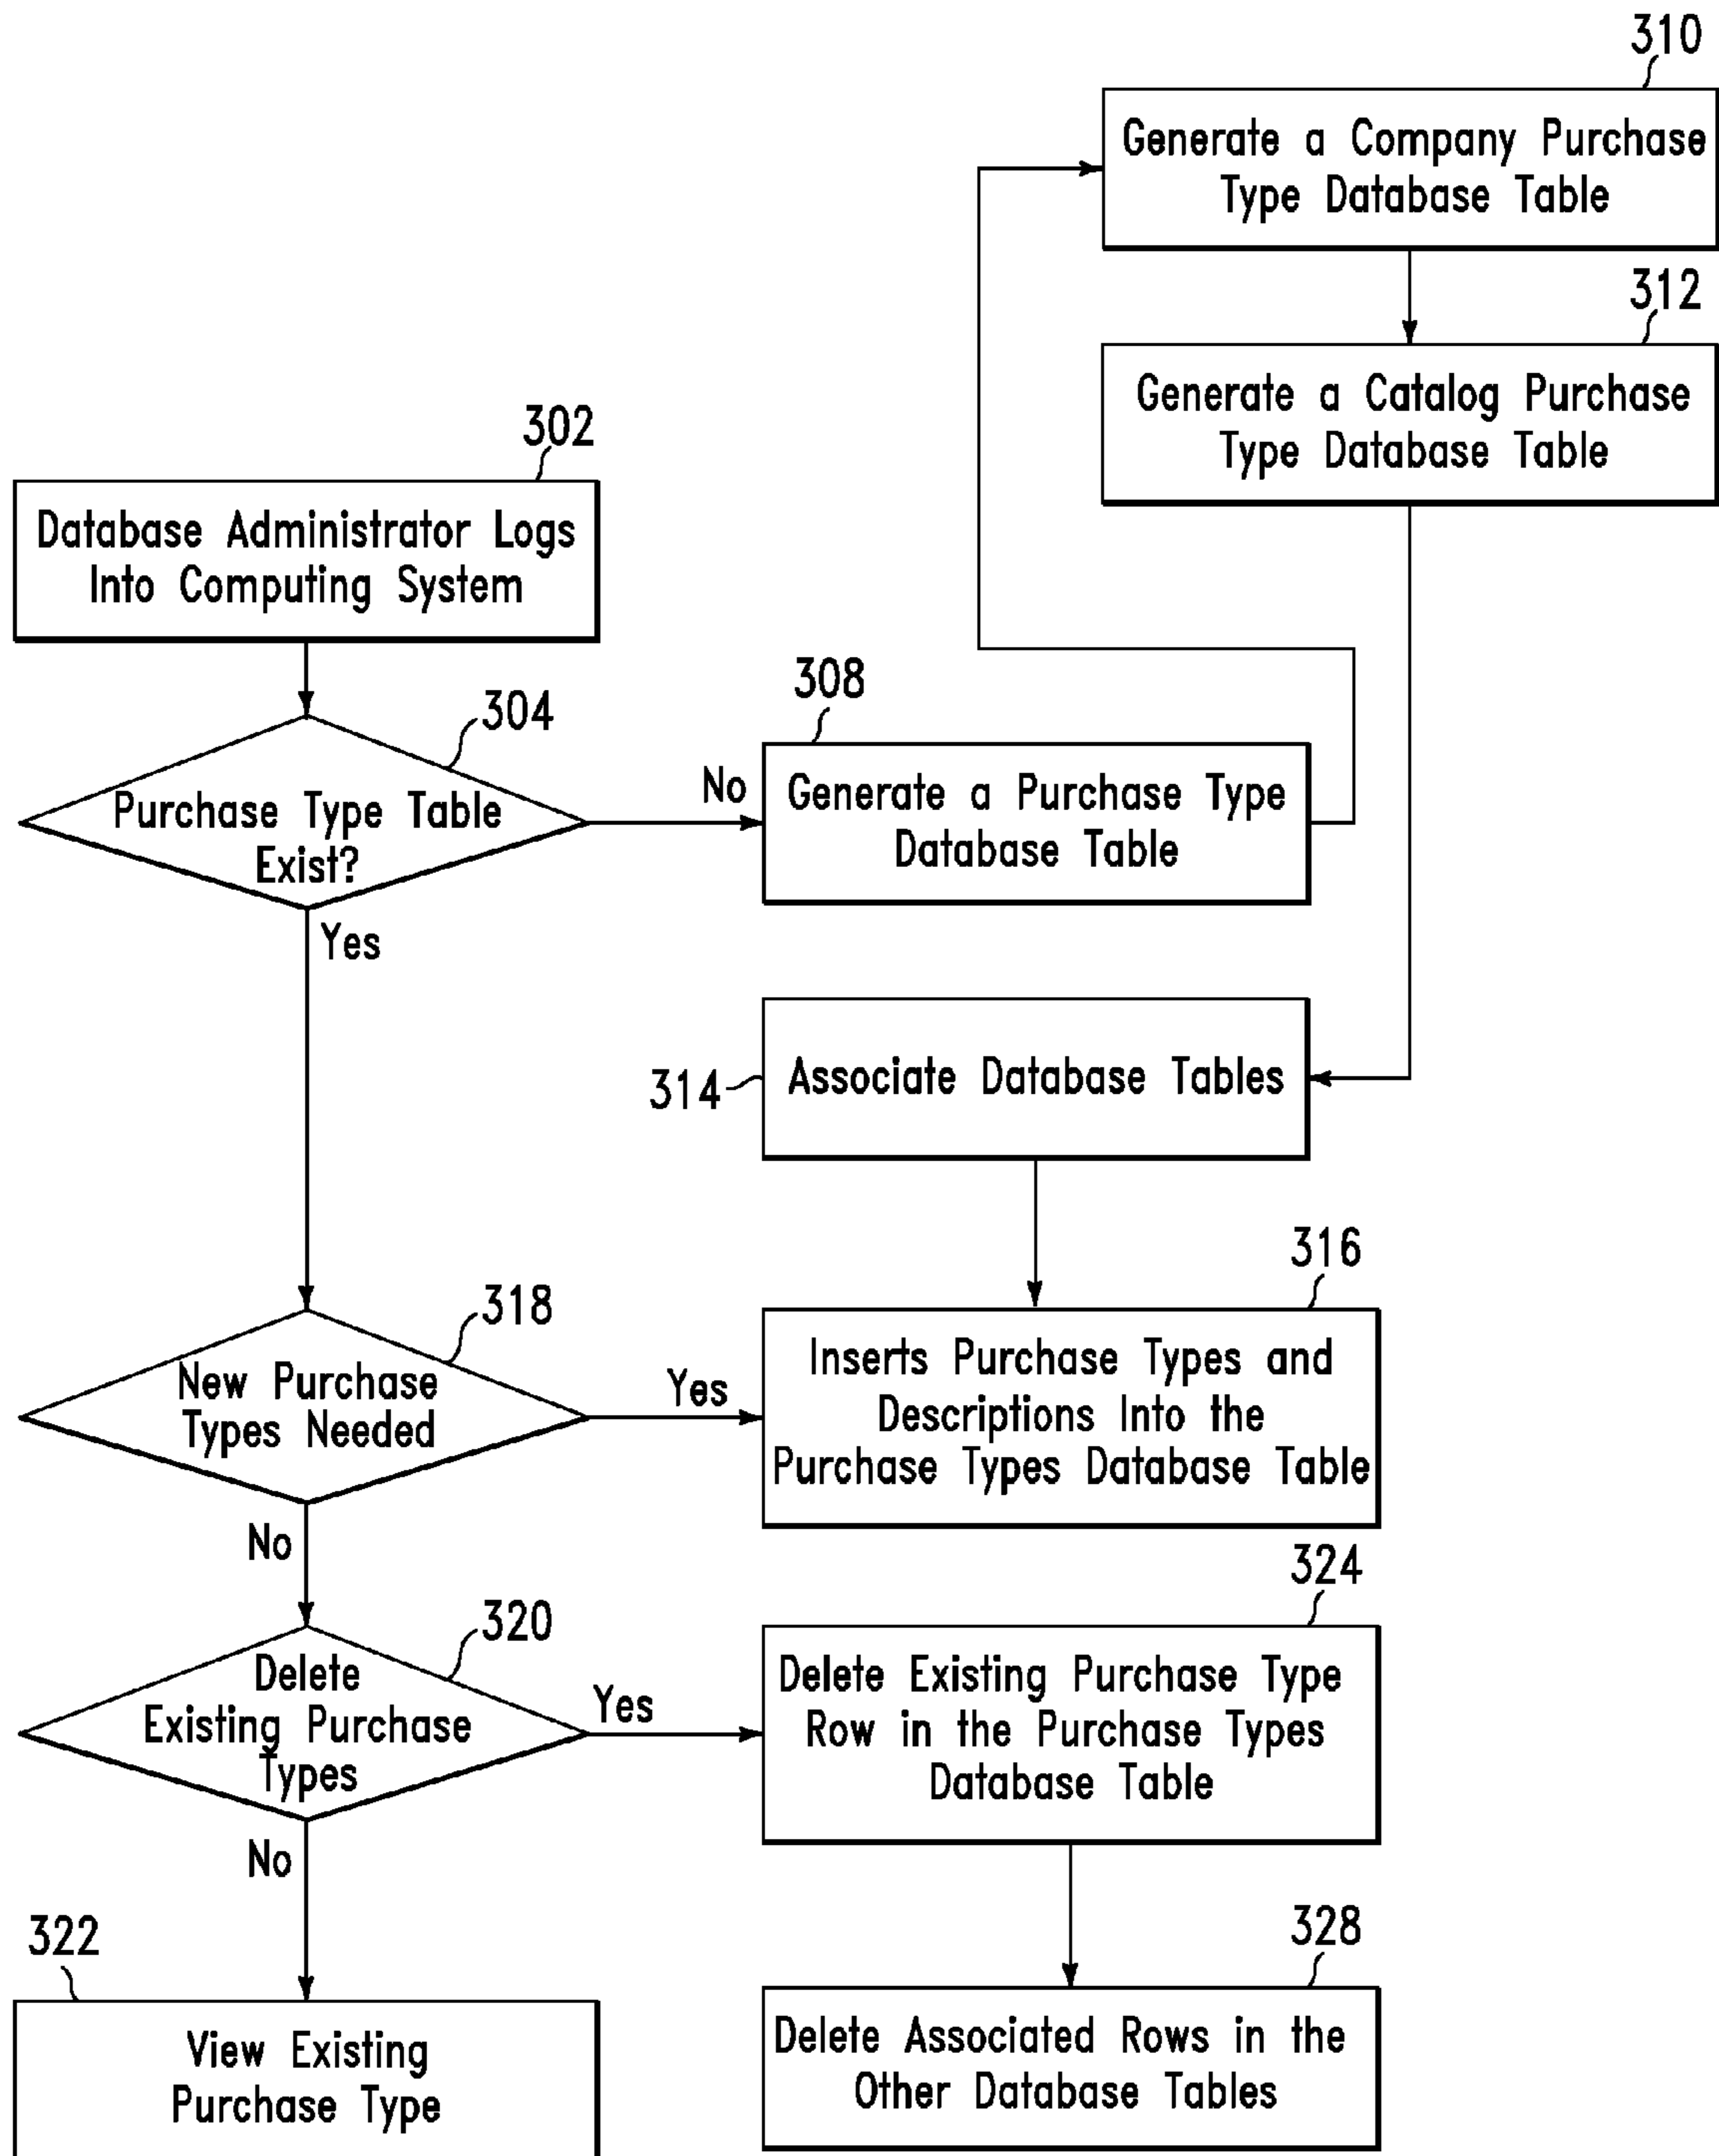 310
Generate a Company Purchase
Type Database Table
312
Generate a Catalog Purchase
Type Database Table
302
Database Administrator Logs
Into Computing System
304
Purchase Type Table
Exist?
No
Yes
308
Generate a Purchase Type
Database Table
314
Associate Database Tables
316
Inserts Purchase Types and
Descriptions Into the
Purchase Types Database Table
318
New Purchase
Types Needed
Yes
No
320
Delete
Existing Purchase
Types
Yes
No
324
Delete Existing Purchase Type
Row in the Purchase Types
Database Table
322
View Existing
Purchase Type
328
Delete Associated Rows in the
Other Database Tables